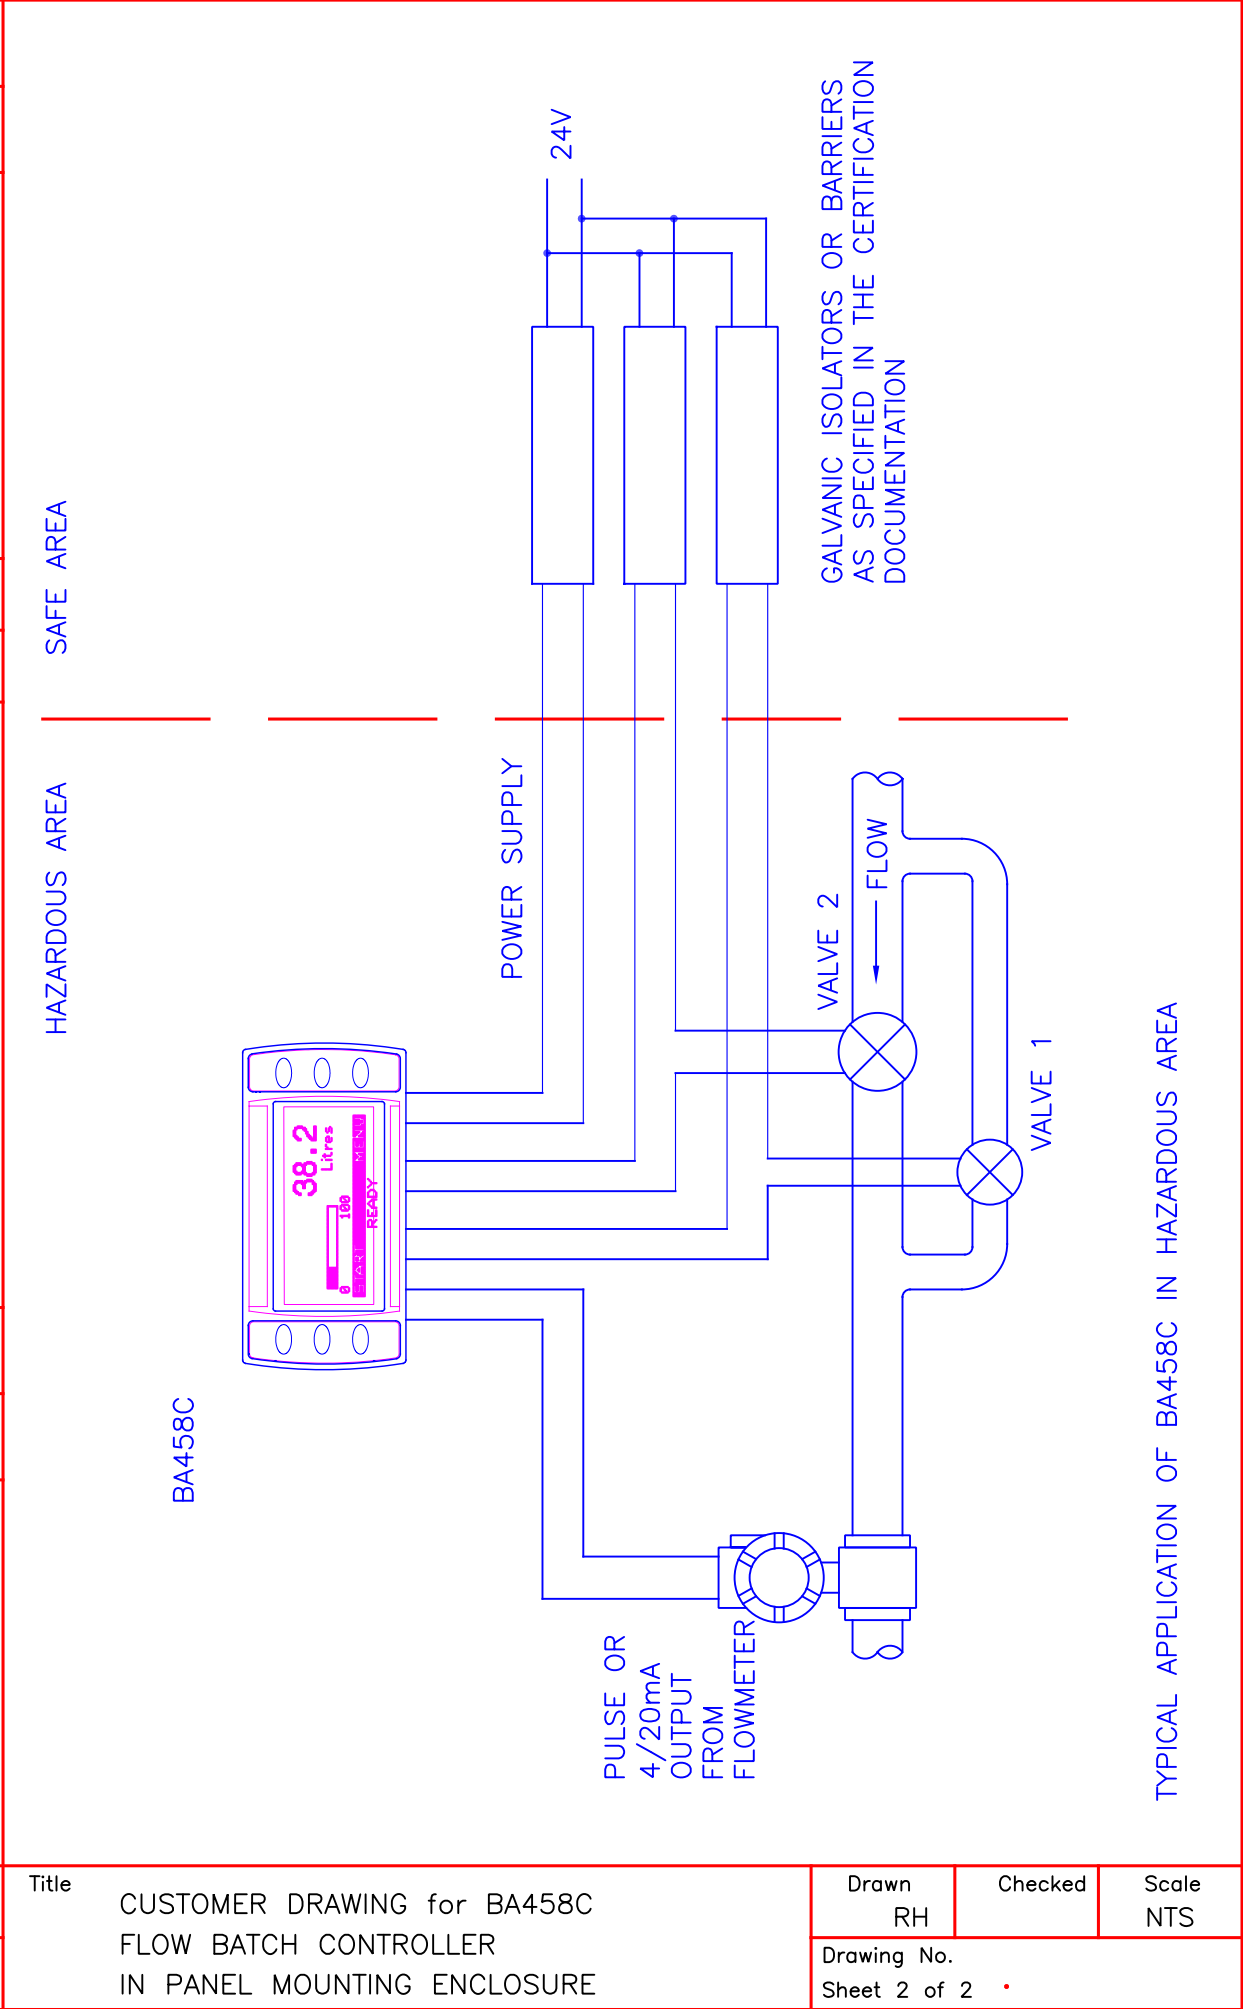 HAZARDOUS AREA
SAFE AREA
BA458C
38.2
Litres
0
100
START
MENU
READY
POWER SUPPLY
24V
PULSE OR
4/20mA
OUTPUT
FROM
FLOWMETER
VALVE 2
FLOW
VALVE 1
GALVANIC ISOLATORS OR BARRIERS
AS SPECIFIED IN THE CERTIFICATION
DOCUMENTATION
TYPICAL APPLICATION OF BA458C IN HAZARDOUS AREA
Title
CUSTOMER DRAWING for BA458C
FLOW BATCH CONTROLLER
IN PANEL MOUNTING ENCLOSURE
Drawn
RH
Checked
Scale
NTS
Drawing No.
Sheet 2 of 2